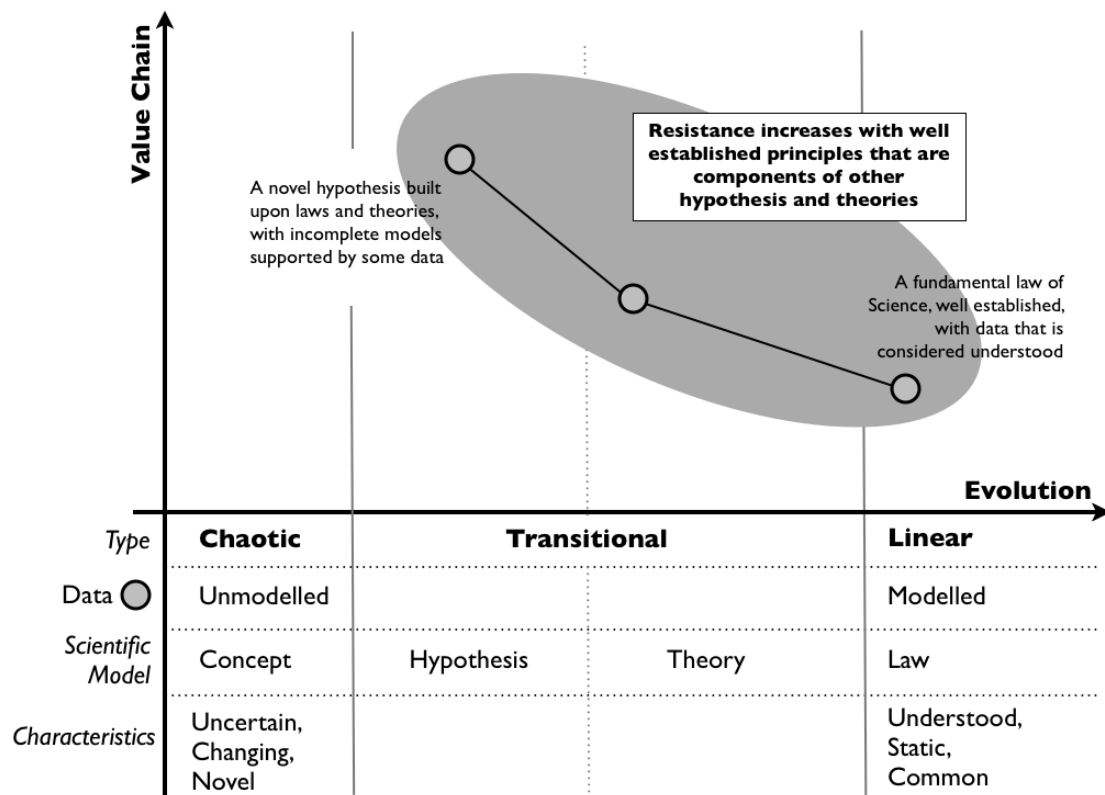 Value Chain
Resistance increases with well
established principles that are
components of other
hypothesis and theories
A novel hypothesis built
upon laws and theories,
with incomplete models
supported by some data
A fundamental law of
Science, well established,
with data that is
considered understood
Evolution
Type
Chaotic
Transitional
Linear
Data
Unmodelled
Modelled
Scientific
Model
Concept
Hypothesis
Theory
Law
Characteristics
Uncertain,
Changing,
Novel
Understood,
Static,
Common